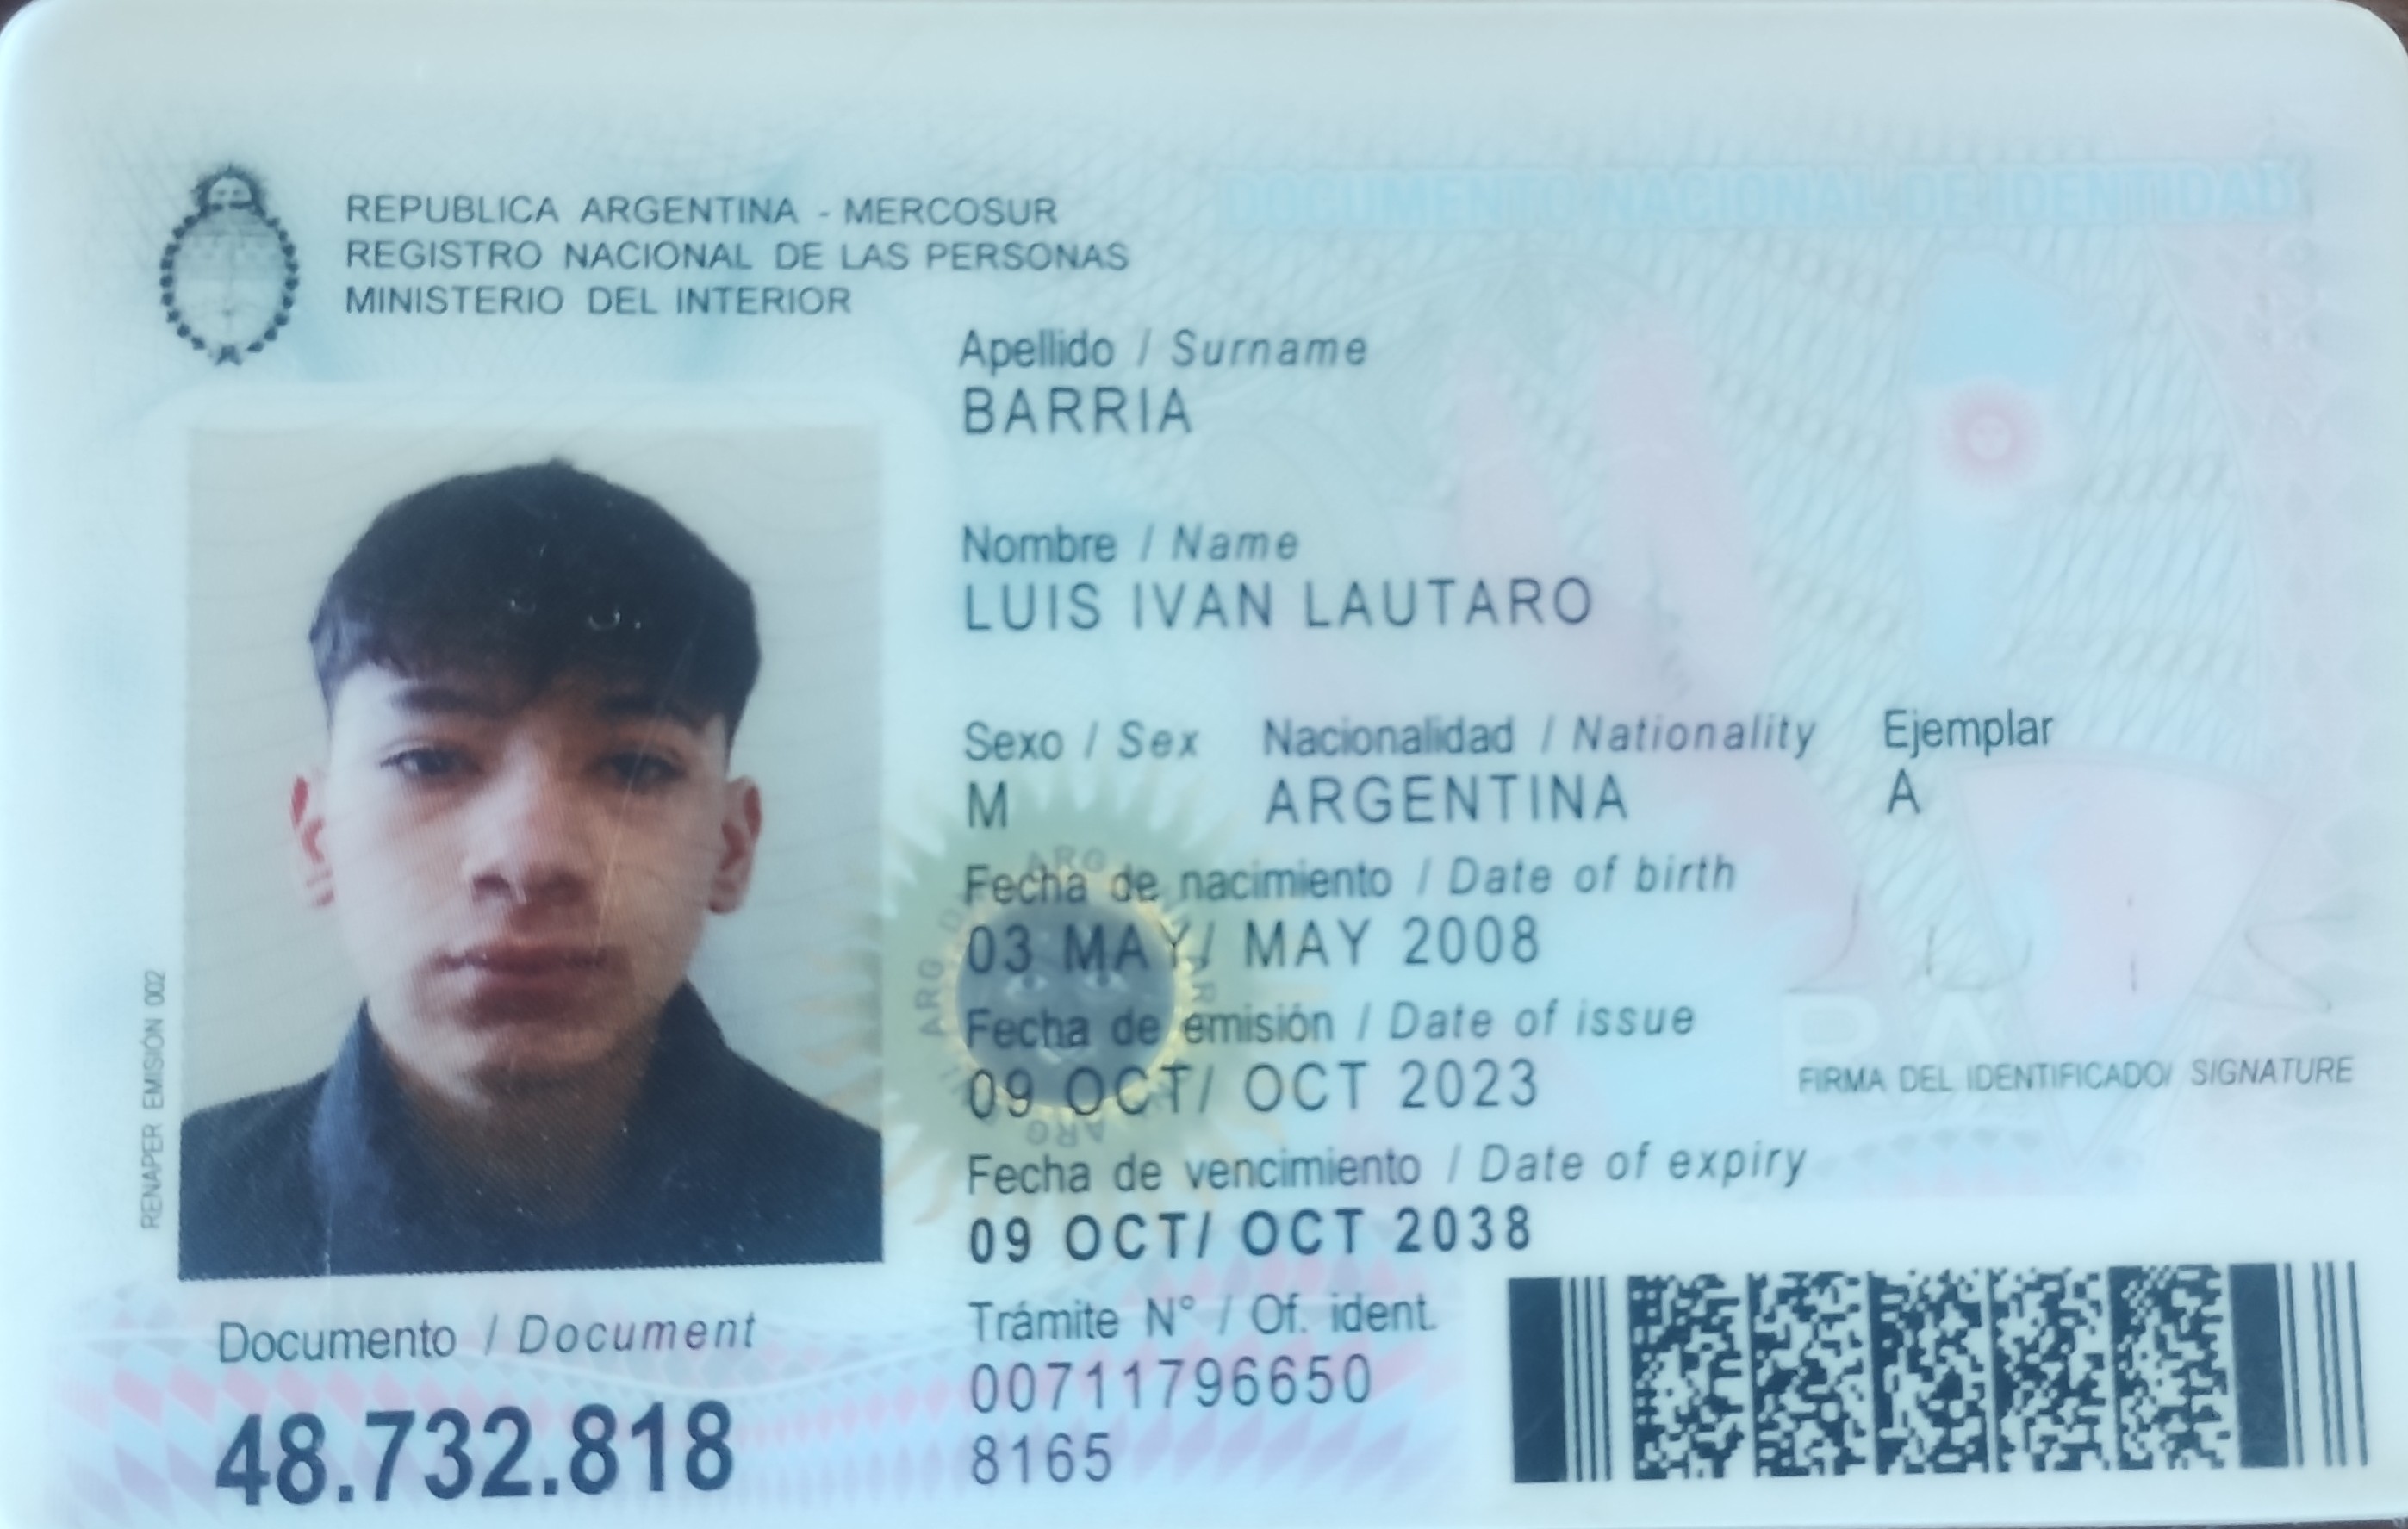 DOCUMENTO NACIONAL DE IDENTIDAD
REPUBLICA ARGENTINA - MERCOSUR
REGISTRO NACIONAL DE LAS PERSONAS
MINISTERIO DEL INTERIOR
Apellido / Surname
BARRIA
Nombre / Name
LUIS IVAN LAUTARO
Sexo / Sex Nacionalidad / Nationality Ejemplar
M ARGENTINA A
Fecha de nacimiento / Date of birth
03 MAY/ MAY 2008
Fecha de emisión / Date of issue
09 OCT/ OCT 2023
FIRMA DEL IDENTIFICADO/ SIGNATURE
Fecha de vencimiento / Date of expiry
09 OCT/ OCT 2038
RENAPER EMISIÓN 002
Documento / Document
48.732.818
Trámite N° / Of. ident.
00711796650
8165